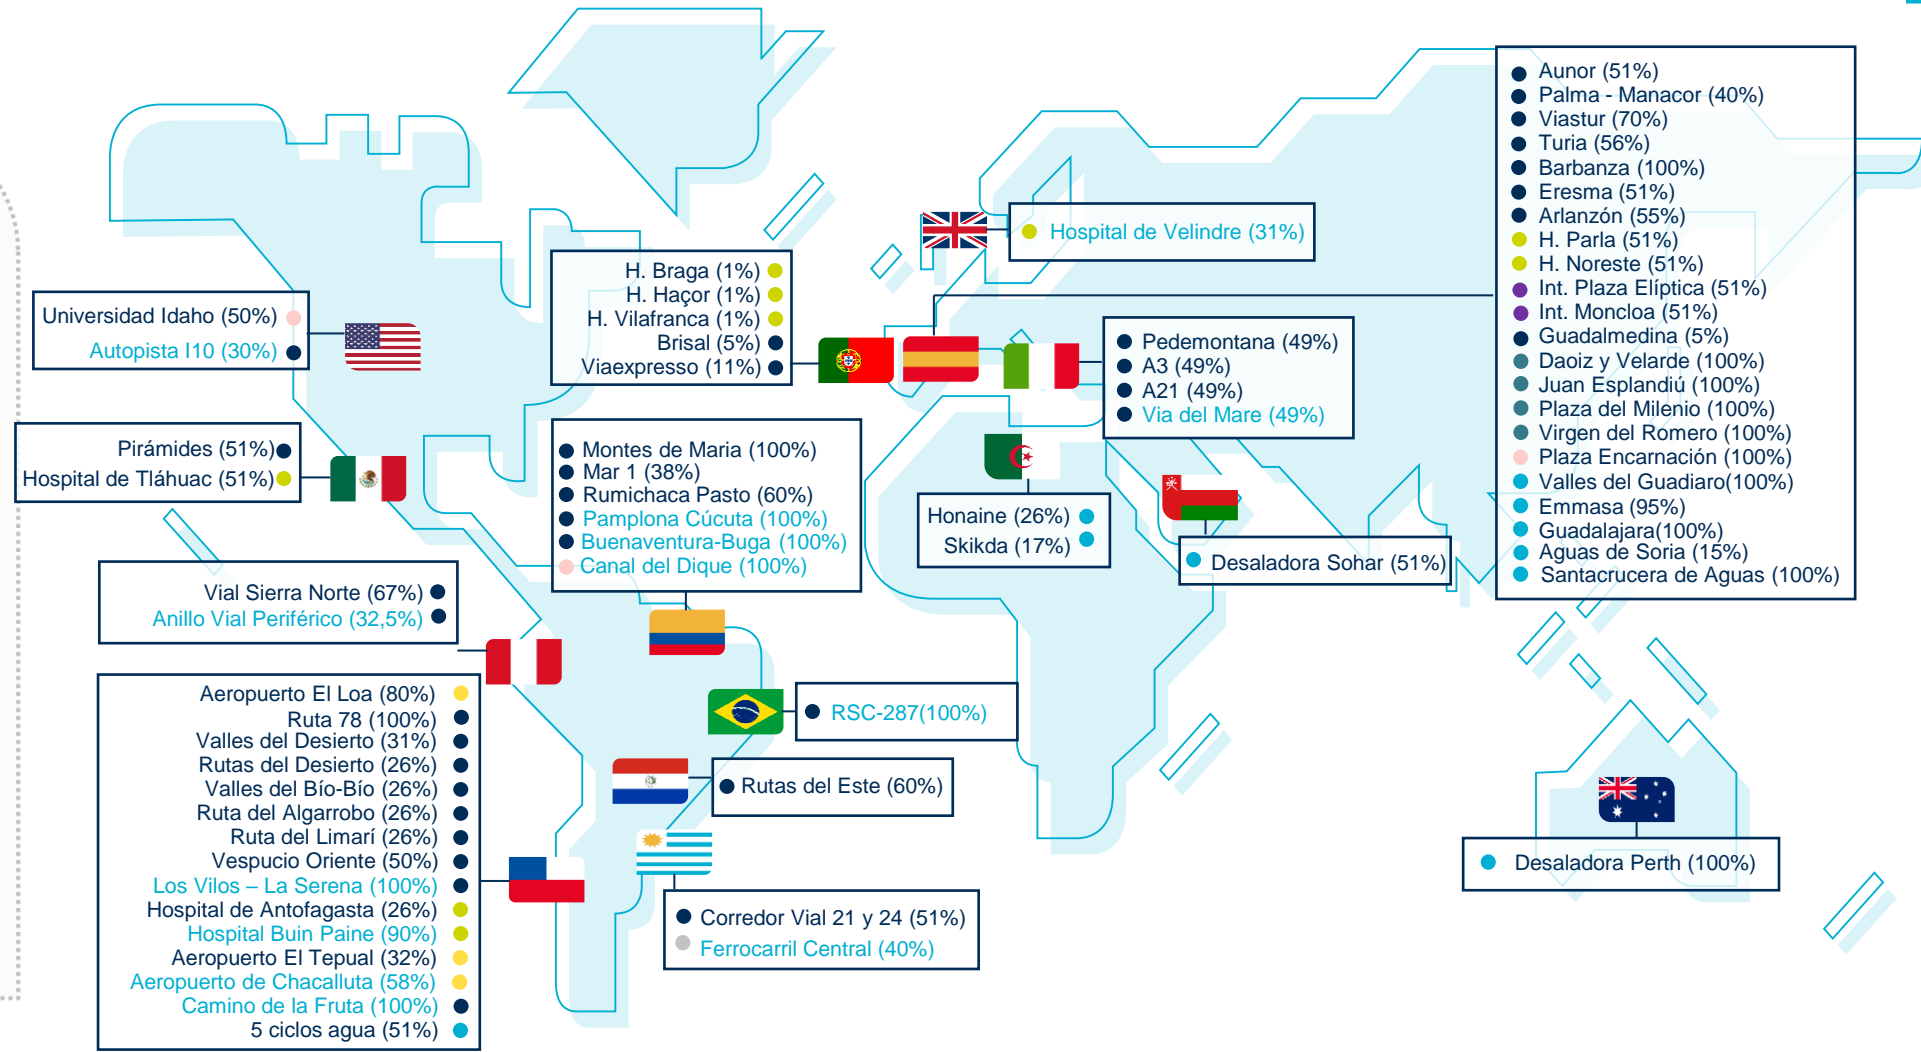 Universidad Idaho (50%)
Autopista I10 (30%)
Pirámides (51%)
Hospital de Tláhuac (51%)
Vial Sierra Norte (67%)
Anillo Vial Periférico (32,5%)
Aeropuerto El Loa (80%)
Ruta 78 (100%)
Valles del Desierto (31%)
Rutas del Desierto (26%)
Valles del Bío-Bío (26%)
Ruta del Algarrobo (26%)
Ruta del Limarí (26%)
Vespucio Oriente (50%)
Los Vilos – La Serena (100%)
Hospital de Antofagasta (26%)
Hospital Buin Paine (90%)
Aeropuerto El Tepual (32%)
Aeropuerto de Chacalluta (58%)
Camino de la Fruta (100%)
5 ciclos agua (51%)
H. Braga (1%)
H. Haçor (1%)
H. Vilafranca (1%)
Brisal (5%)
Viaexpresso (11%)
Montes de Maria (100%)
Mar 1 (38%)
Rumichaca Pasto (60%)
Pamplona Cúcuta (100%)
Buenaventura-Buga (100%)
Canal del Dique (100%)
RSC-287(100%)
Rutas del Este (60%)
Corredor Vial 21 y 24 (51%)
Ferrocarril Central (40%)
Hospital de Velindre (31%)
Pedemontana (49%)
A3 (49%)
A21 (49%)
Via del Mare (49%)
Honaine (26%)
Skikda (17%)
Desaladora Sohar (51%)
Aunor (51%)
Palma - Manacor (40%)
Viastur (70%)
Turia (56%)
Barbanza (100%)
Eresma (51%)
Arlanzón (55%)
H. Parla (51%)
H. Noreste (51%)
Int. Plaza Elíptica (51%)
Int. Moncloa (51%)
Guadalmedina (5%)
Daoiz y Velarde (100%)
Juan Esplandiú (100%)
Plaza del Milenio (100%)
Virgen del Romero (100%)
Plaza Encarnación (100%)
Valles del Guadiaro(100%)
Emmasa (95%)
Guadalajara(100%)
Aguas de Soria (15%)
Santacrucera de Aguas (100%)
Desaladora Perth (100%)